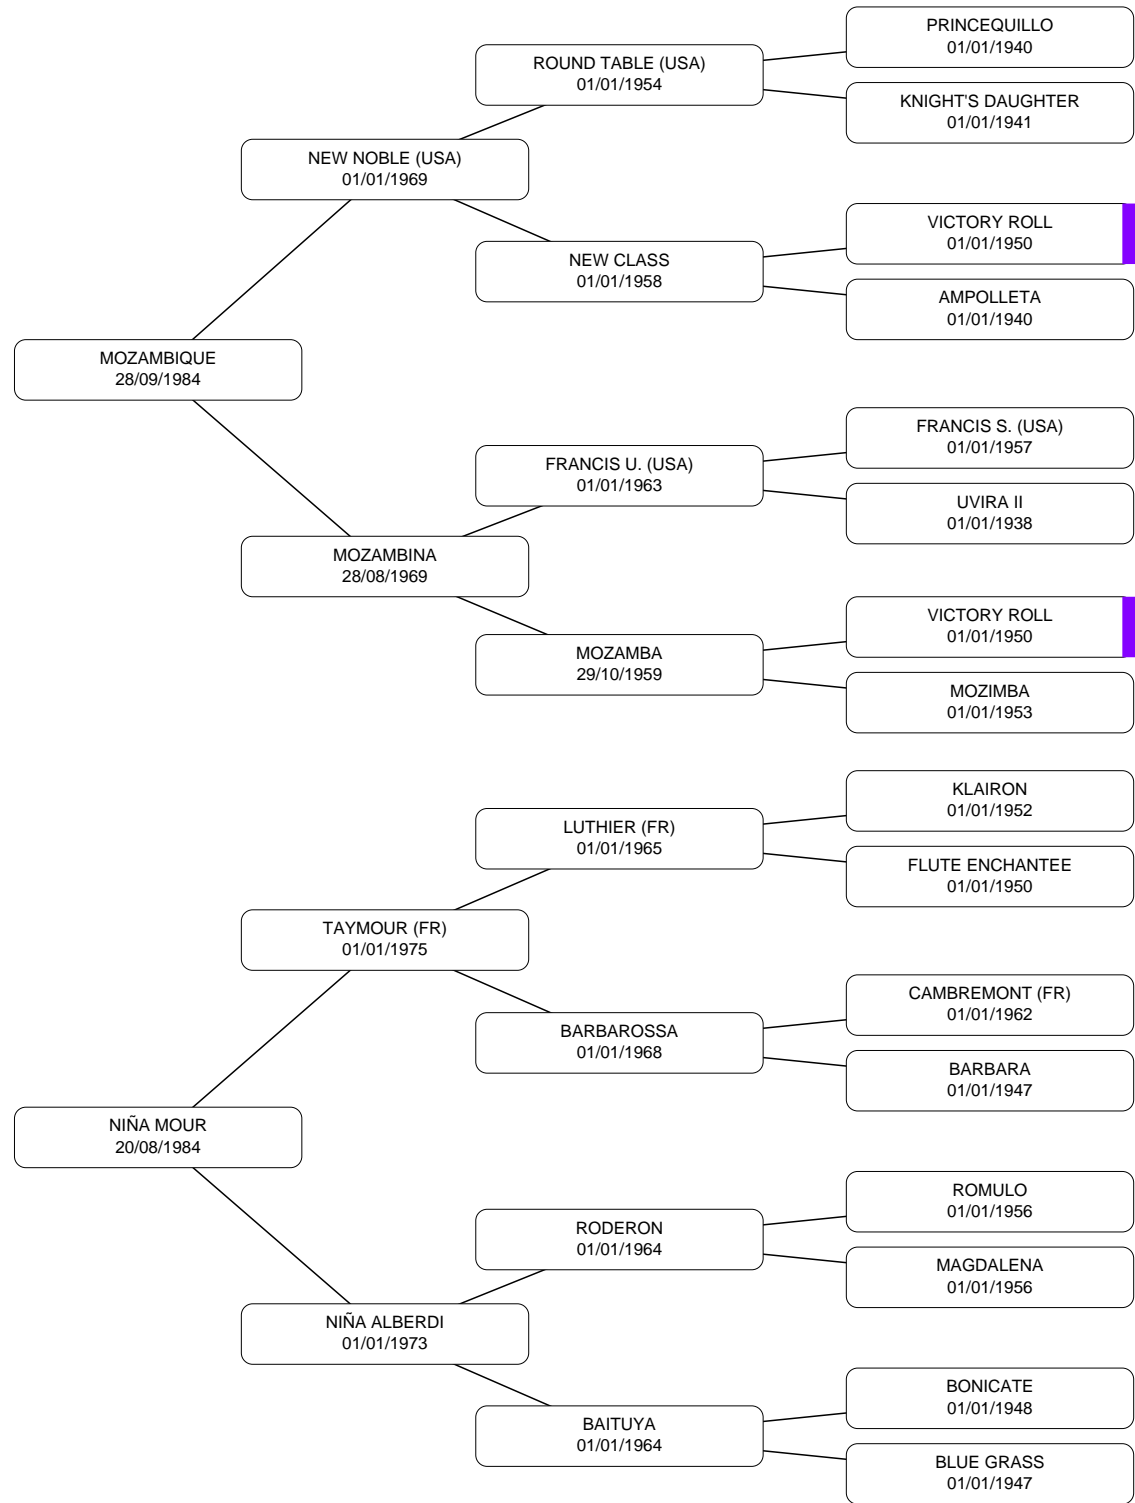 PRINCEQUILLO
01/01/1940
ROUND TABLE (USA)
01/01/1954
KNIGHT'S DAUGHTER
01/01/1941
NEW NOBLE (USA)
01/01/1969
VICTORY ROLL
01/01/1950
NEW CLASS
01/01/1958
AMPOLLETA
01/01/1940
MOZAMBIQUE
28/09/1984
FRANCIS S. (USA)
01/01/1957
FRANCIS U. (USA)
01/01/1963
UVIRA II
01/01/1938
MOZAMBINA
28/08/1969
VICTORY ROLL
01/01/1950
MOZAMBA
29/10/1959
MOZIMBA
01/01/1953
KLAIRON
01/01/1952
LUTHIER (FR)
01/01/1965
FLUTE ENCHANTEE
01/01/1950
TAYMOUR (FR)
01/01/1975
CAMBREMONT (FR)
01/01/1962
BARBAROSSA
01/01/1968
BARBARA
01/01/1947
NIÑA MOUR
20/08/1984
ROMULO
01/01/1956
RODERON
01/01/1964
MAGDALENA
01/01/1956
NIÑA ALBERDI
01/01/1973
BONICATE
01/01/1948
BAITUYA
01/01/1964
BLUE GRASS
01/01/1947